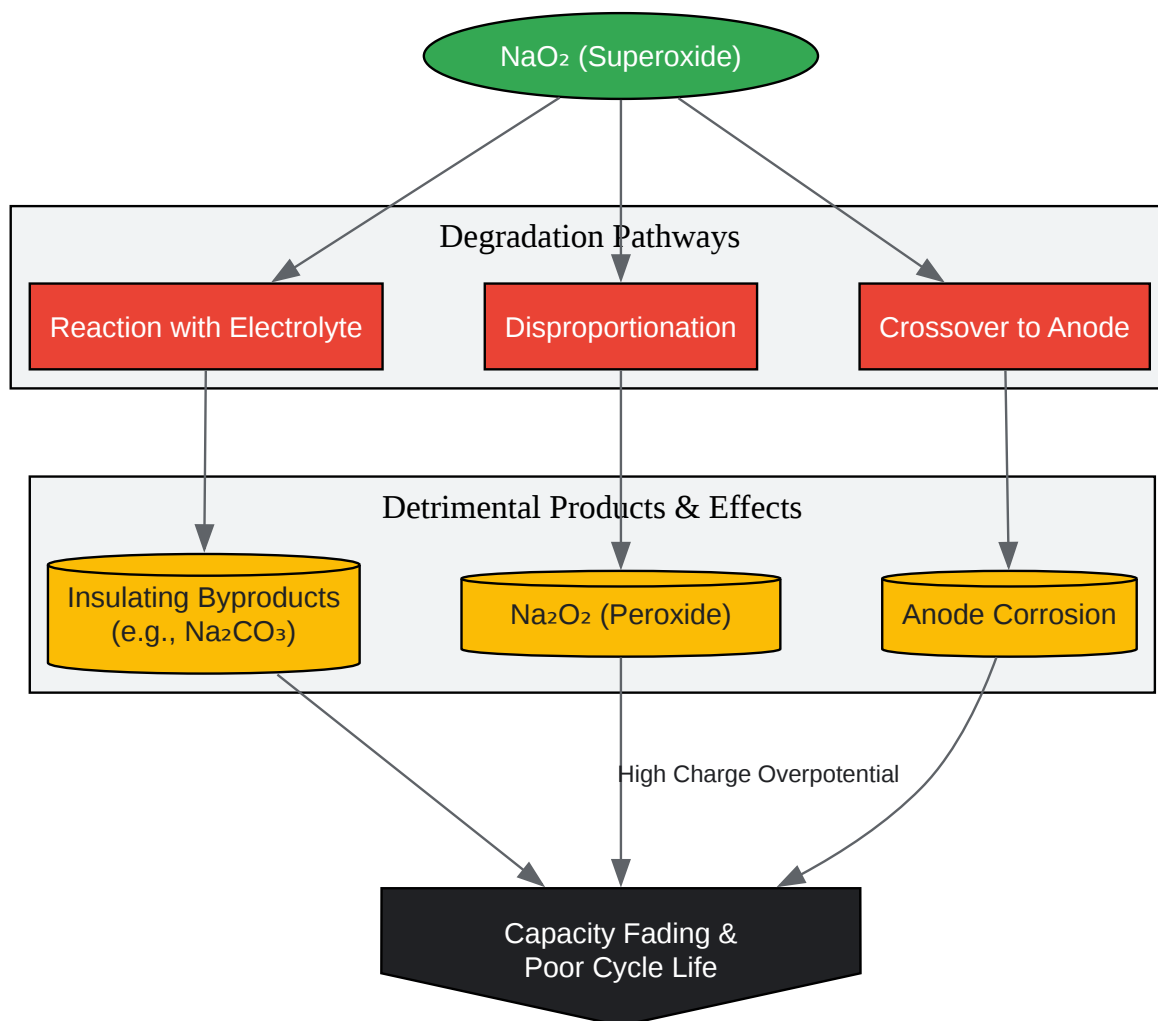 NaO₂ (Superoxide)
Degradation Pathways
Reaction with Electrolyte
Disproportionation
Crossover to Anode
Detrimental Products & Effects
Insulating Byproducts
(e.g., Na₂CO₃)
Na₂O₂ (Peroxide)
Anode Corrosion
High Charge Overpotential
Capacity Fading &
Poor Cycle Life